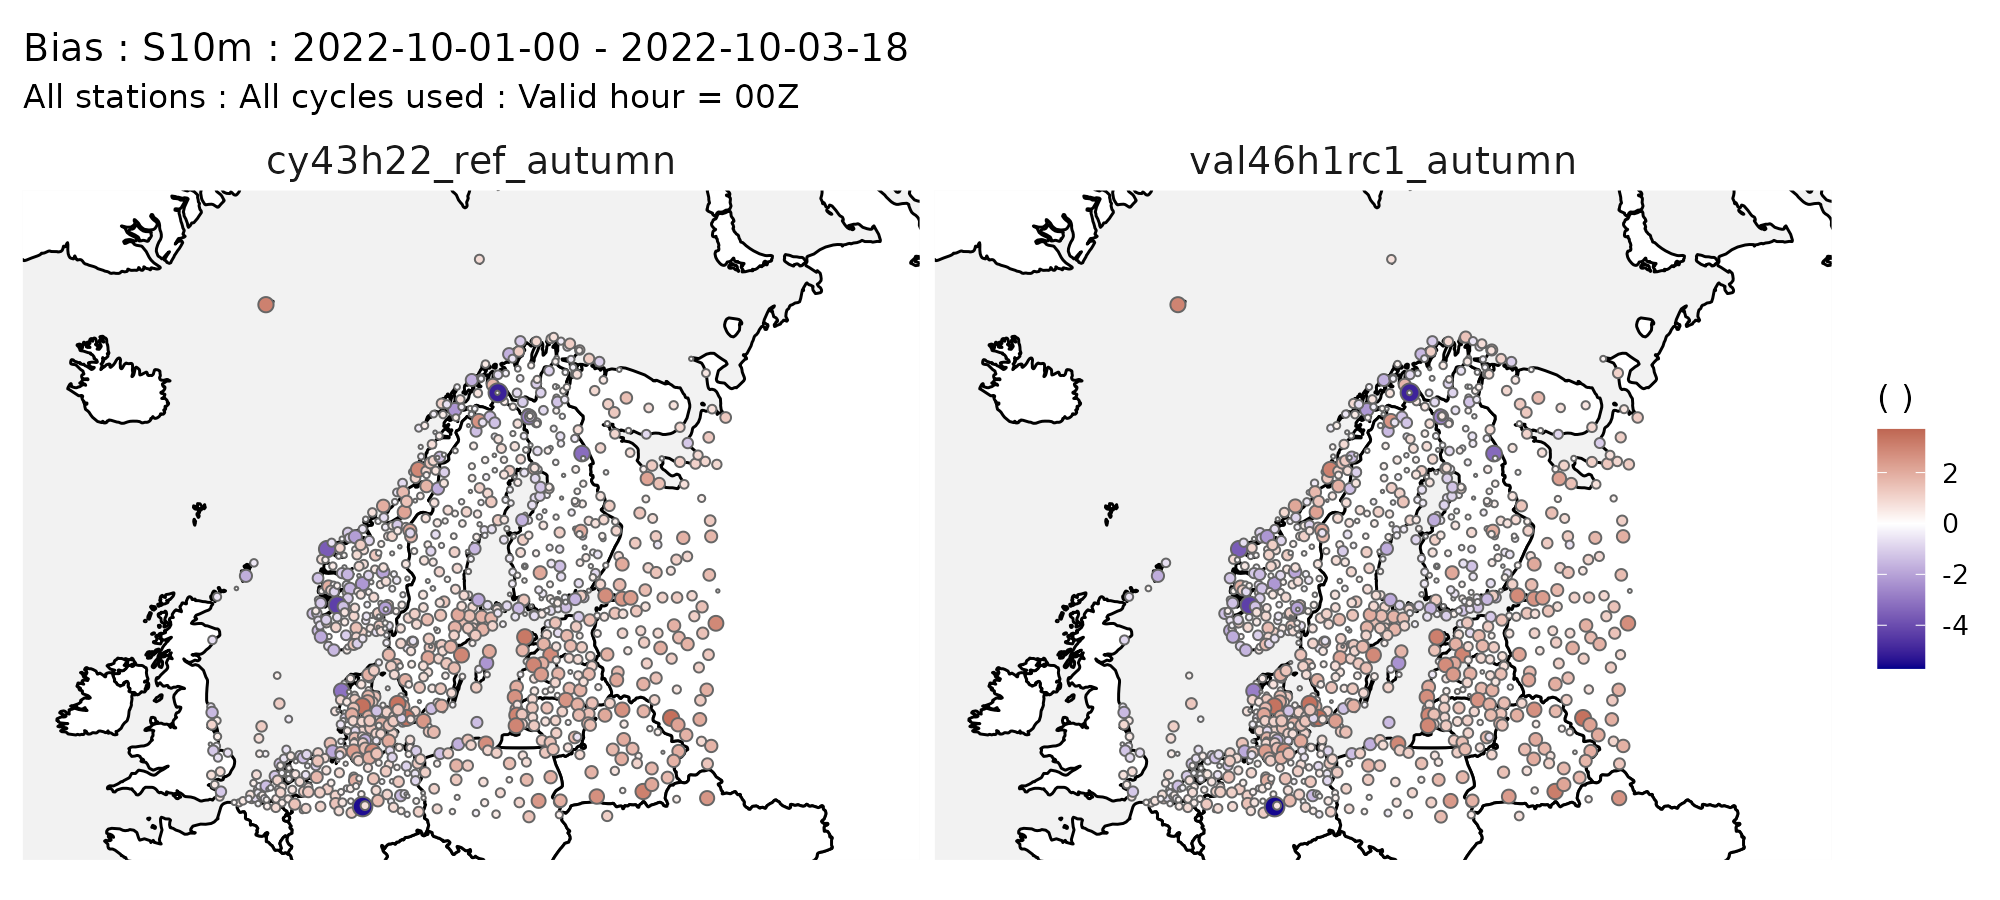 Bias : S10m : 2022-10-01-00 - 2022-10-03-18
All stations : All cycles used : Valid hour = 00Z
cy43h22_ref_autumn
val46h1rc1_autumn
( )
2
0
-2
-4